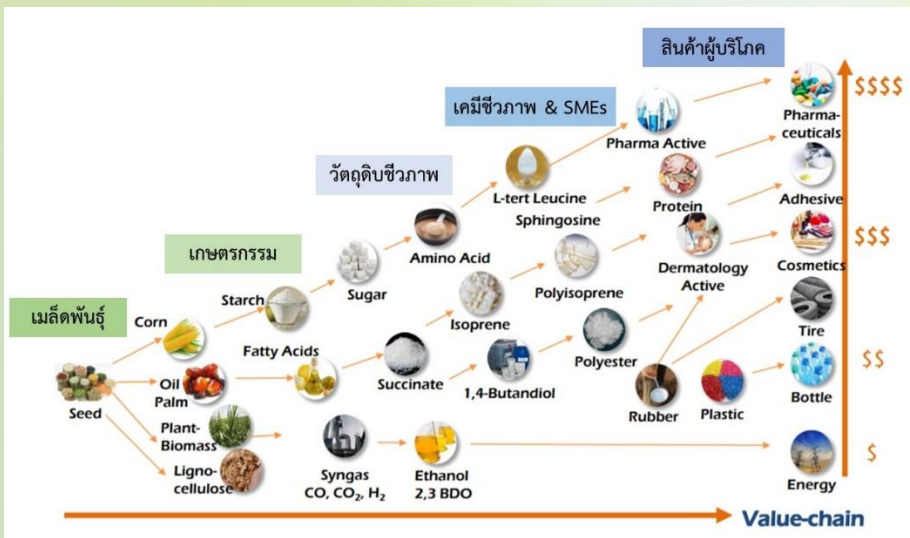 สินค้าผู้บริโภค
$$$$
เคมีชีวภาพ & SMEs
Pharma-
ceuticals
Pharma Active
วัตถุดิบชีวภาพ
L-tert Leucine
Sphingosine
Protein
Adhesive
$$$
เกษตรกรรม
Amino Acid
Dermatology
Active
Cosmetics
Starch
Sugar
Polyisoprene
เมล็ดพันธุ์
Corn
Isoprene
Tire
Fatty Acids
Polyester
$$
Seed
Oil
Palm
Succinate
1,4-Butandiol
Rubber
Plastic
Bottle
Plant-
Biomass
$
Ligno-
cellulose
Syngas
CO, CO₂, H₂
Ethanol
2,3 BDO
Energy
Value-chain